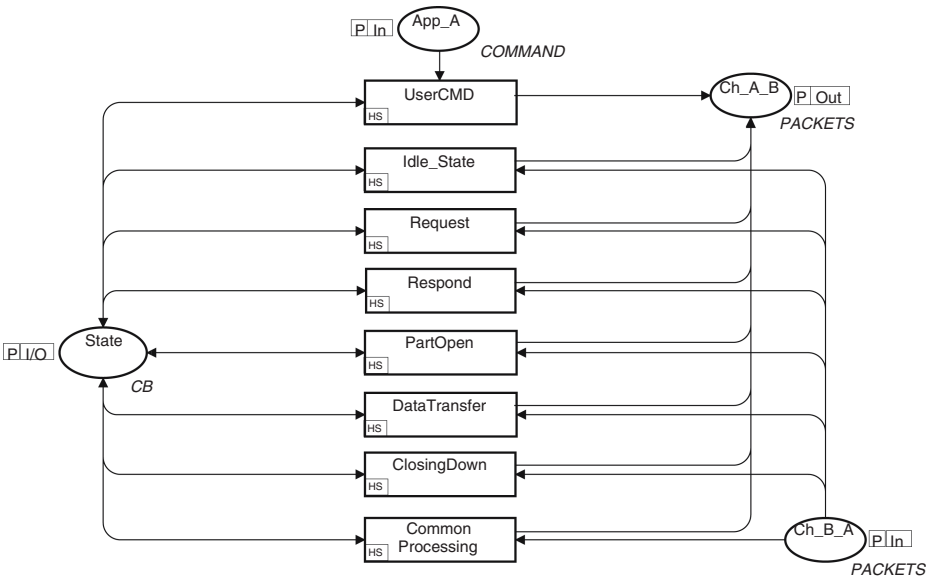 P In
App_A
COMMAND
UserCMD
HS
Ch_A_B
P Out
PACKETS
Idle_State
HS
Request
HS
Respond
HS
P I/O
State
CB
PartOpen
HS
DataTransfer
HS
ClosingDown
HS
Common
Processing
HS
Ch_B_A
P In
PACKETS